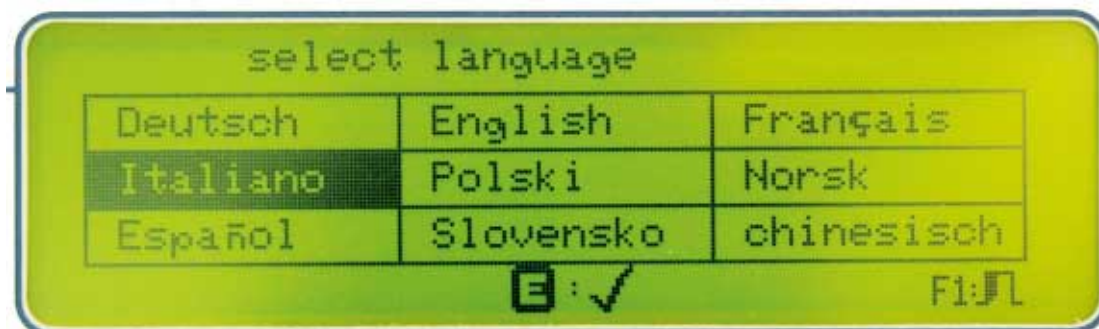 select language
Deutsch English Français
Italiano Polski Norsk
Español Slovensko chinesisch
E : ✓ F1: